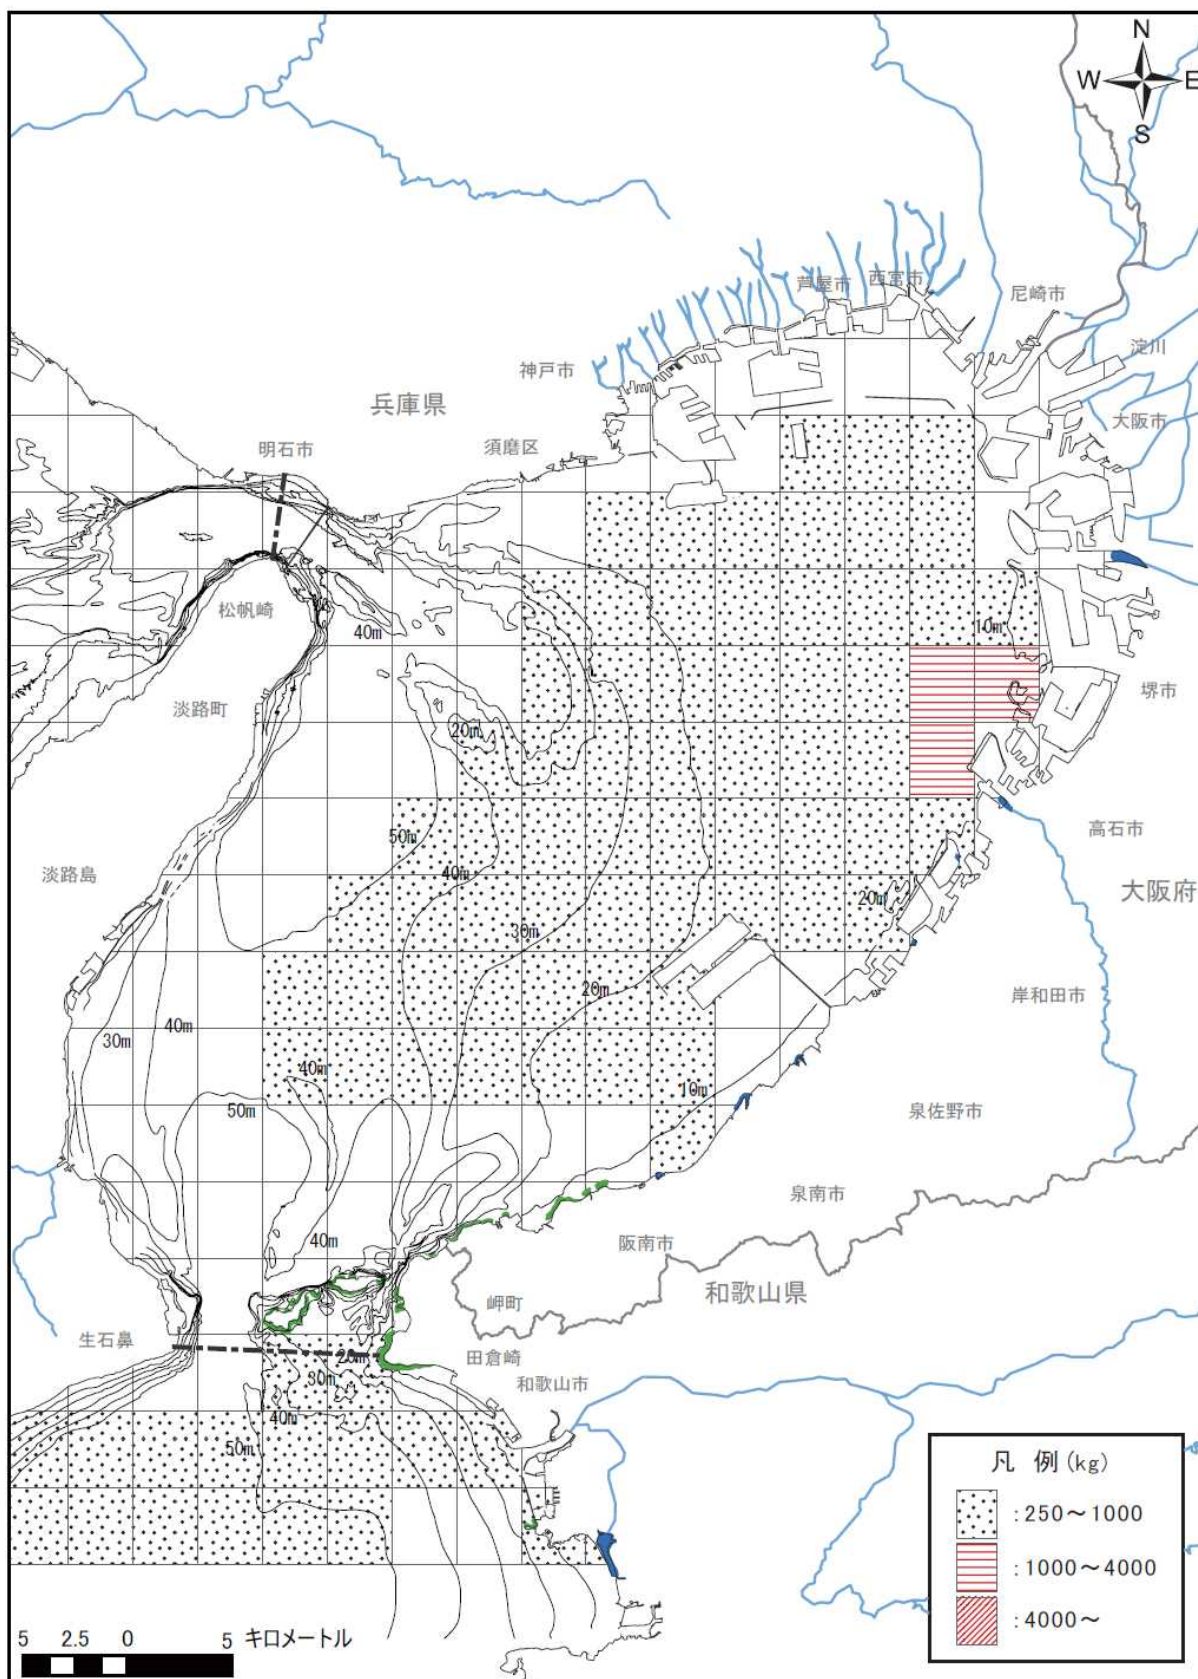 N
W E
S
芦屋市
西宮市
尼崎市
淀川
神戸市
兵庫県
大阪市
明石市
須磨区
松帆崎
40m
10m
堺市
淡路町
20m
高石市
50m
淡路島
40m
大阪府
20m
30m
岸和田市
20m
40m
30m
40m
10m
50m
泉佐野市
泉南市
阪南市
40m
和歌山県
岬町
生石鼻
20m
田倉崎
30m
和歌山市
40m
50m
凡 例 (kg)
:250～1000
:1000～4000
:4000～
5 2.5 0 5 キロメートル